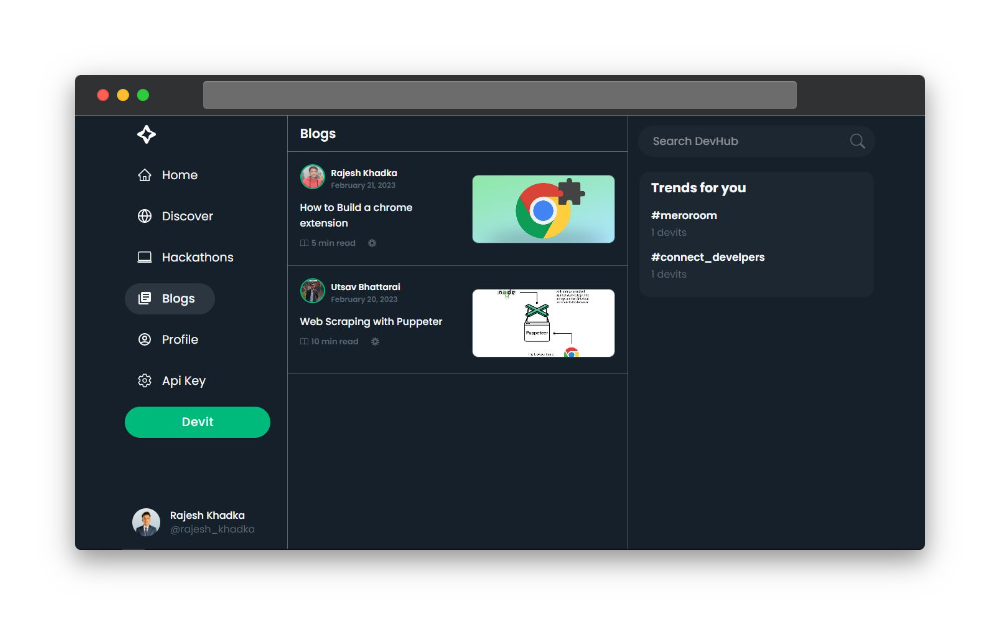 Home
Discover
Hackathons
Blogs
Profile
Api Key
Devit
Rajesh Khadka
@rajesh_khadka
Blogs
Rajesh Khadka
February 21, 2023
How to Build a chrome
extension
5 min read
Utsav Bhattarai
February 20, 2023
Web Scraping with Puppeter
10 min read
node
Puppeteer
Search DevHub
Trends for you
#meroroom
1 devits
#connect_develpers
1 devits